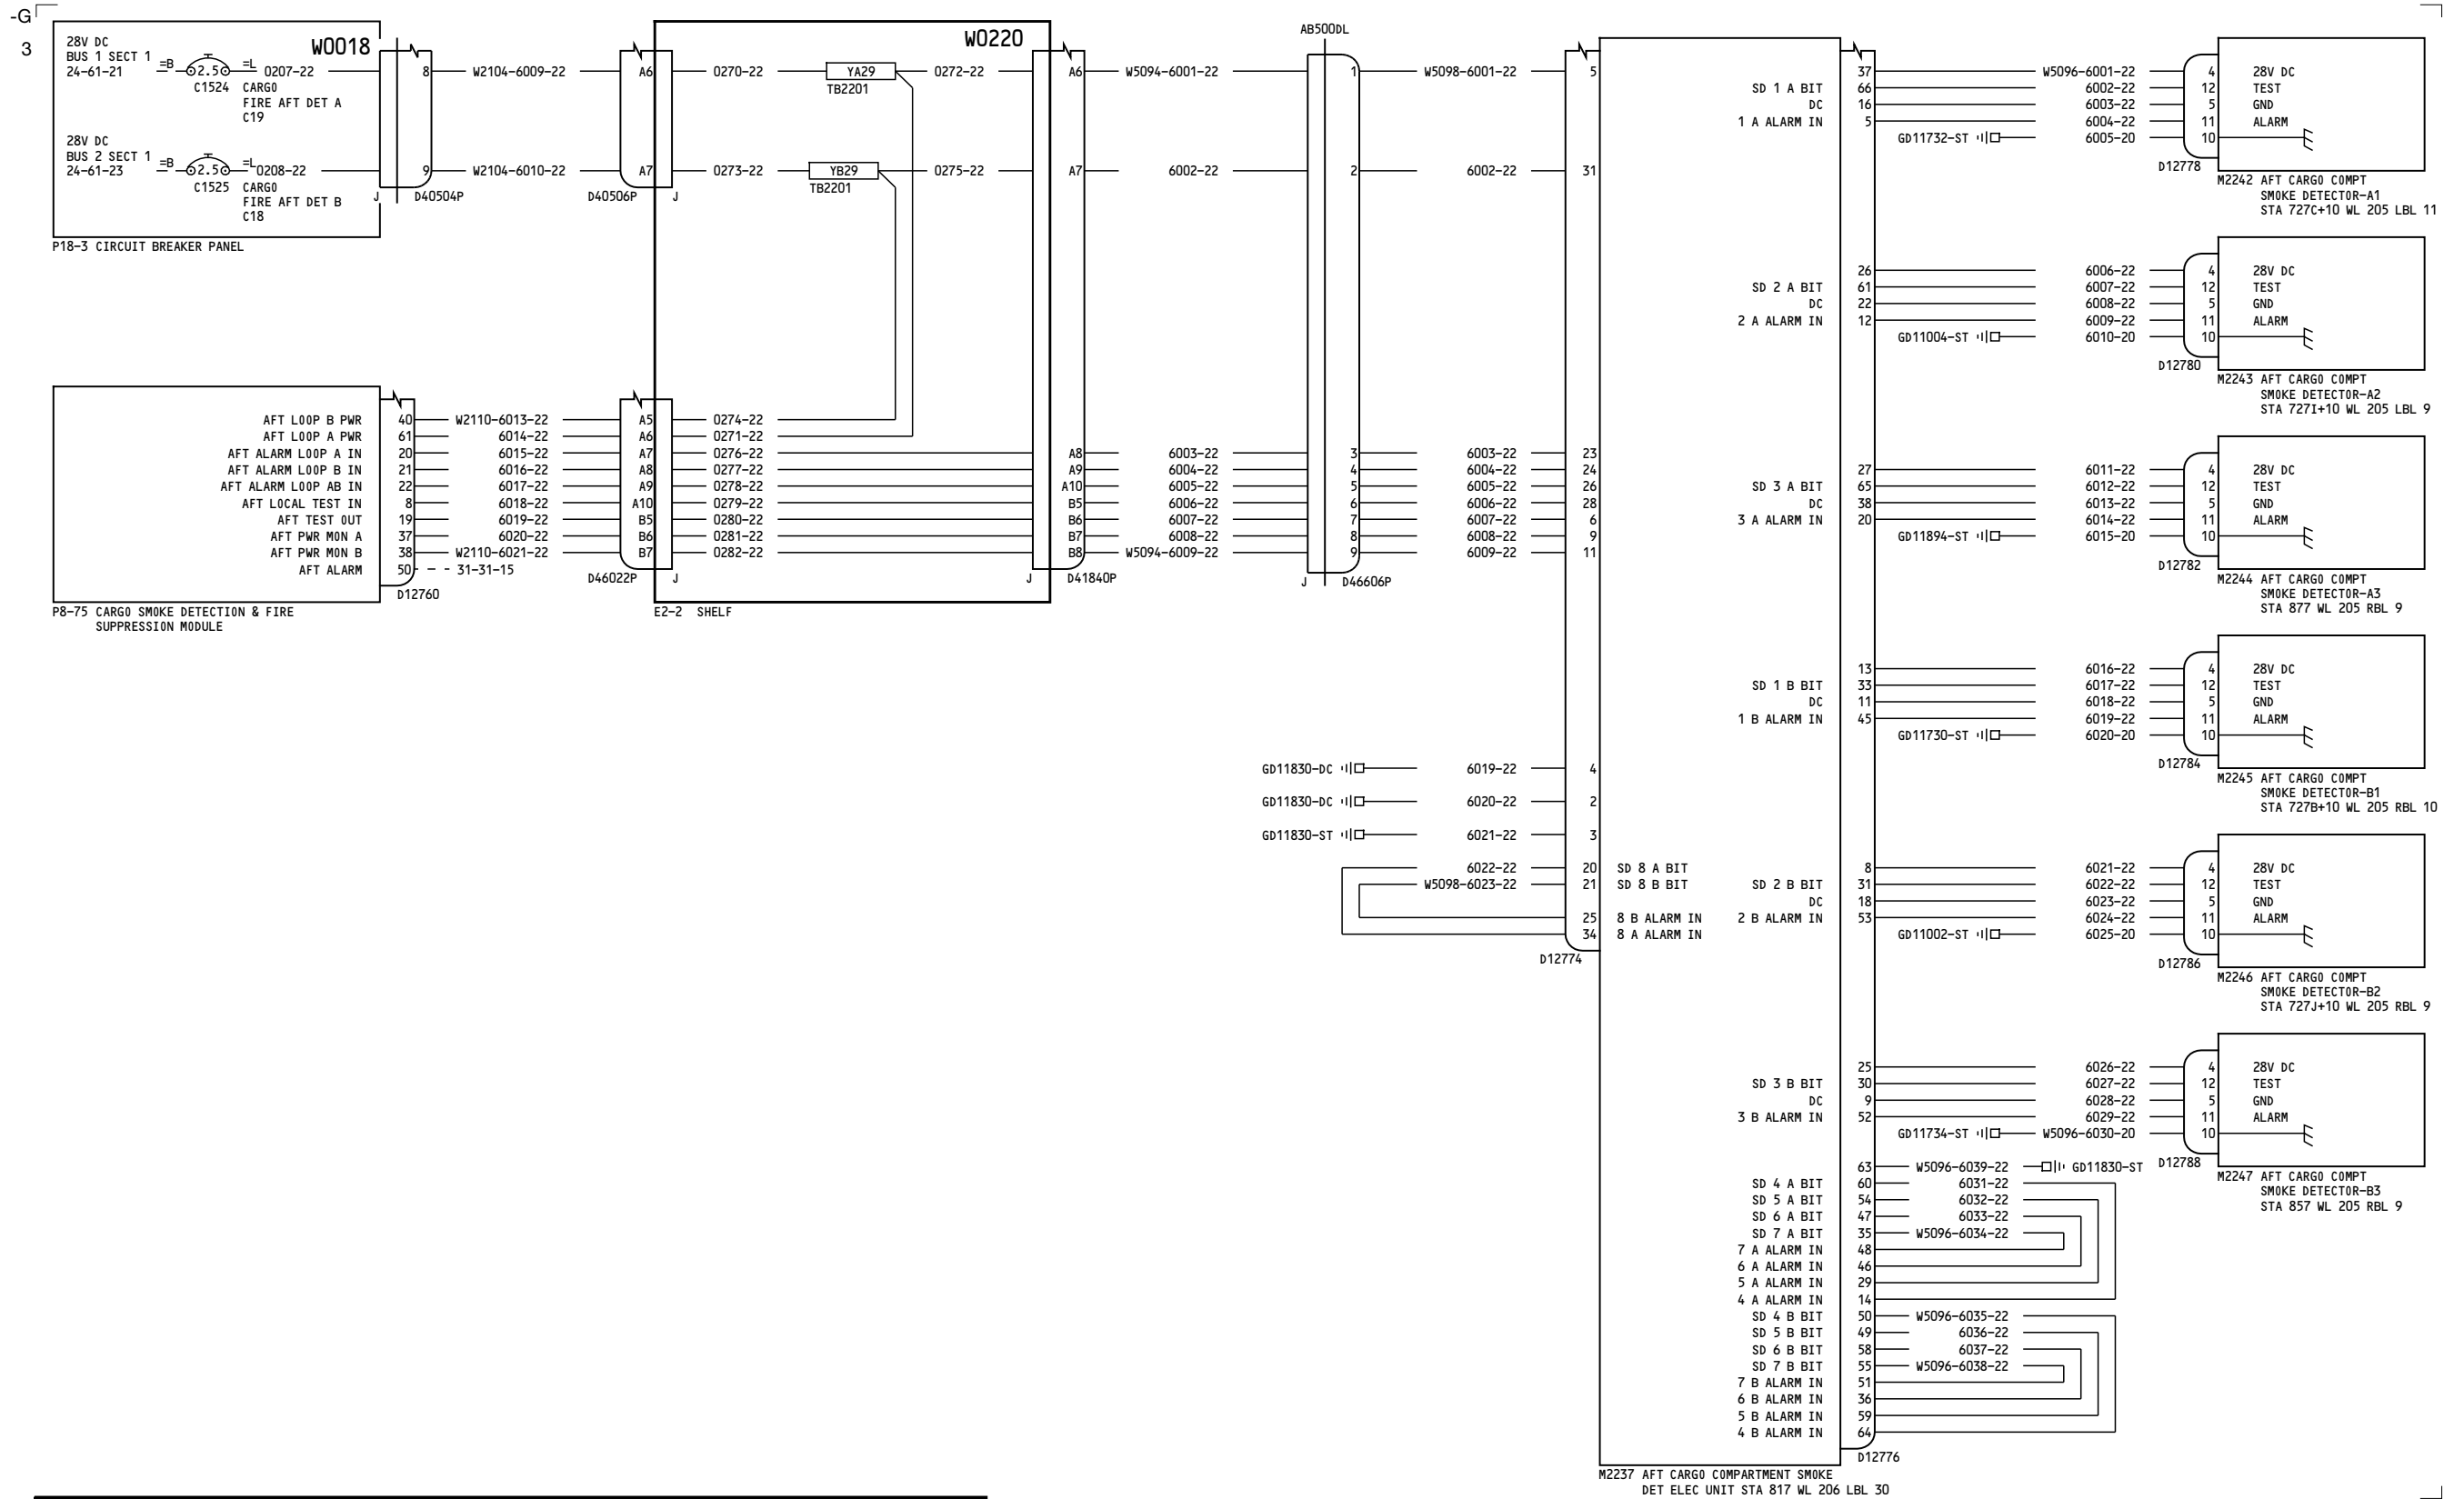 -G
3
28V DC
BUS 1 SECT 1
24-61-21
=B
2.5
=L
0207-22
C1524
CARGO
FIRE AFT DET A
C19
28V DC
BUS 2 SECT 1
24-61-23
=B
2.5
=L
0208-22
C1525
CARGO
FIRE AFT DET B
C18
W0018
8
9
J
D40504P
P18-3 CIRCUIT BREAKER PANEL
W2104-6009-22
W2104-6010-22
A6
A7
D40506P
J
W0220
0270-22
YA29
TB2201
0272-22
0273-22
YB29
TB2201
0275-22
A6
A7
W5094-6001-22
6002-22
AB500DL
1
2
W5098-6001-22
6002-22
5
31
AFT LOOP B PWR 40 W2110-6013-22 A5 0274-22
AFT LOOP A PWR 61 6014-22 A6 0271-22
AFT ALARM LOOP A IN 20 6015-22 A7 0276-22 A8 6003-22 3 6003-22 23
AFT ALARM LOOP B IN 21 6016-22 A8 0277-22 A9 6004-22 4 6004-22 24
AFT ALARM LOOP AB IN 22 6017-22 A9 0278-22 A10 6005-22 5 6005-22 26
AFT LOCAL TEST IN 8 6018-22 A10 0279-22 B5 6006-22 6 6006-22 28
AFT TEST OUT 19 6019-22 B5 0280-22 B6 6007-22 7 6007-22 6
AFT PWR MON A 37 6020-22 B6 0281-22 B7 6008-22 8 6008-22 9
AFT PWR MON B 38 W2110-6021-22 B7 0282-22 B8 W5094-6009-22 9 6009-22 11
AFT ALARM 50 31-31-15
D12760
D46022P
J
J
D41840P
J
D46606P
P8-75 CARGO SMOKE DETECTION & FIRE
SUPPRESSION MODULE
E2-2 SHELF
GD11830-DC 6019-22 4
GD11830-DC 6020-22 2
GD11830-ST 6021-22 3
6022-22 20 SD 8 A BIT
W5098-6023-22 21 SD 8 B BIT
25 8 B ALARM IN
34 8 A ALARM IN
D12774
37 W5096-6001-22 4 28V DC
SD 1 A BIT 66 6002-22 12 TEST
DC 16 6003-22 5 GND
1 A ALARM IN 5 6004-22 11 ALARM
GD11732-ST 6005-20 10
D12778
M2242 AFT CARGO COMPT
SMOKE DETECTOR-A1
STA 727C+10 WL 205 LBL 11
26 6006-22 4 28V DC
SD 2 A BIT 61 6007-22 12 TEST
DC 22 6008-22 5 GND
2 A ALARM IN 12 6009-22 11 ALARM
GD11004-ST 6010-20 10
D12780
M2243 AFT CARGO COMPT
SMOKE DETECTOR-A2
STA 727I+10 WL 205 LBL 9
27 6011-22 4 28V DC
SD 3 A BIT 65 6012-22 12 TEST
DC 38 6013-22 5 GND
3 A ALARM IN 20 6014-22 11 ALARM
GD11894-ST 6015-20 10
D12782
M2244 AFT CARGO COMPT
SMOKE DETECTOR-A3
STA 877 WL 205 RBL 9
13 6016-22 4 28V DC
SD 1 B BIT 33 6017-22 12 TEST
DC 11 6018-22 5 GND
1 B ALARM IN 45 6019-22 11 ALARM
GD11730-ST 6020-20 10
D12784
M2245 AFT CARGO COMPT
SMOKE DETECTOR-B1
STA 727B+10 WL 205 RBL 10
8 6021-22 4 28V DC
SD 2 B BIT 31 6022-22 12 TEST
DC 18 6023-22 5 GND
2 B ALARM IN 53 6024-22 11 ALARM
GD11002-ST 6025-20 10
D12786
M2246 AFT CARGO COMPT
SMOKE DETECTOR-B2
STA 727J+10 WL 205 RBL 9
25 6026-22 4 28V DC
SD 3 B BIT 30 6027-22 12 TEST
DC 9 6028-22 5 GND
3 B ALARM IN 52 6029-22 11 ALARM
GD11734-ST W5096-6030-20 10
D12788
M2247 AFT CARGO COMPT
SMOKE DETECTOR-B3
STA 857 WL 205 RBL 9
63 W5096-6039-22 GD11830-ST
SD 4 A BIT 60 6031-22
SD 5 A BIT 54 6032-22
SD 6 A BIT 47 6033-22
SD 7 A BIT 35 W5096-6034-22
7 A ALARM IN 48
6 A ALARM IN 46
5 A ALARM IN 29
4 A ALARM IN 14
SD 4 B BIT 50 W5096-6035-22
SD 5 B BIT 49 6036-22
SD 6 B BIT 58 6037-22
SD 7 B BIT 55 W5096-6038-22
7 B ALARM IN 51
6 B ALARM IN 36
5 B ALARM IN 59
4 B ALARM IN 64
D12776
M2237 AFT CARGO COMPARTMENT SMOKE
DET ELEC UNIT STA 817 WL 206 LBL 30